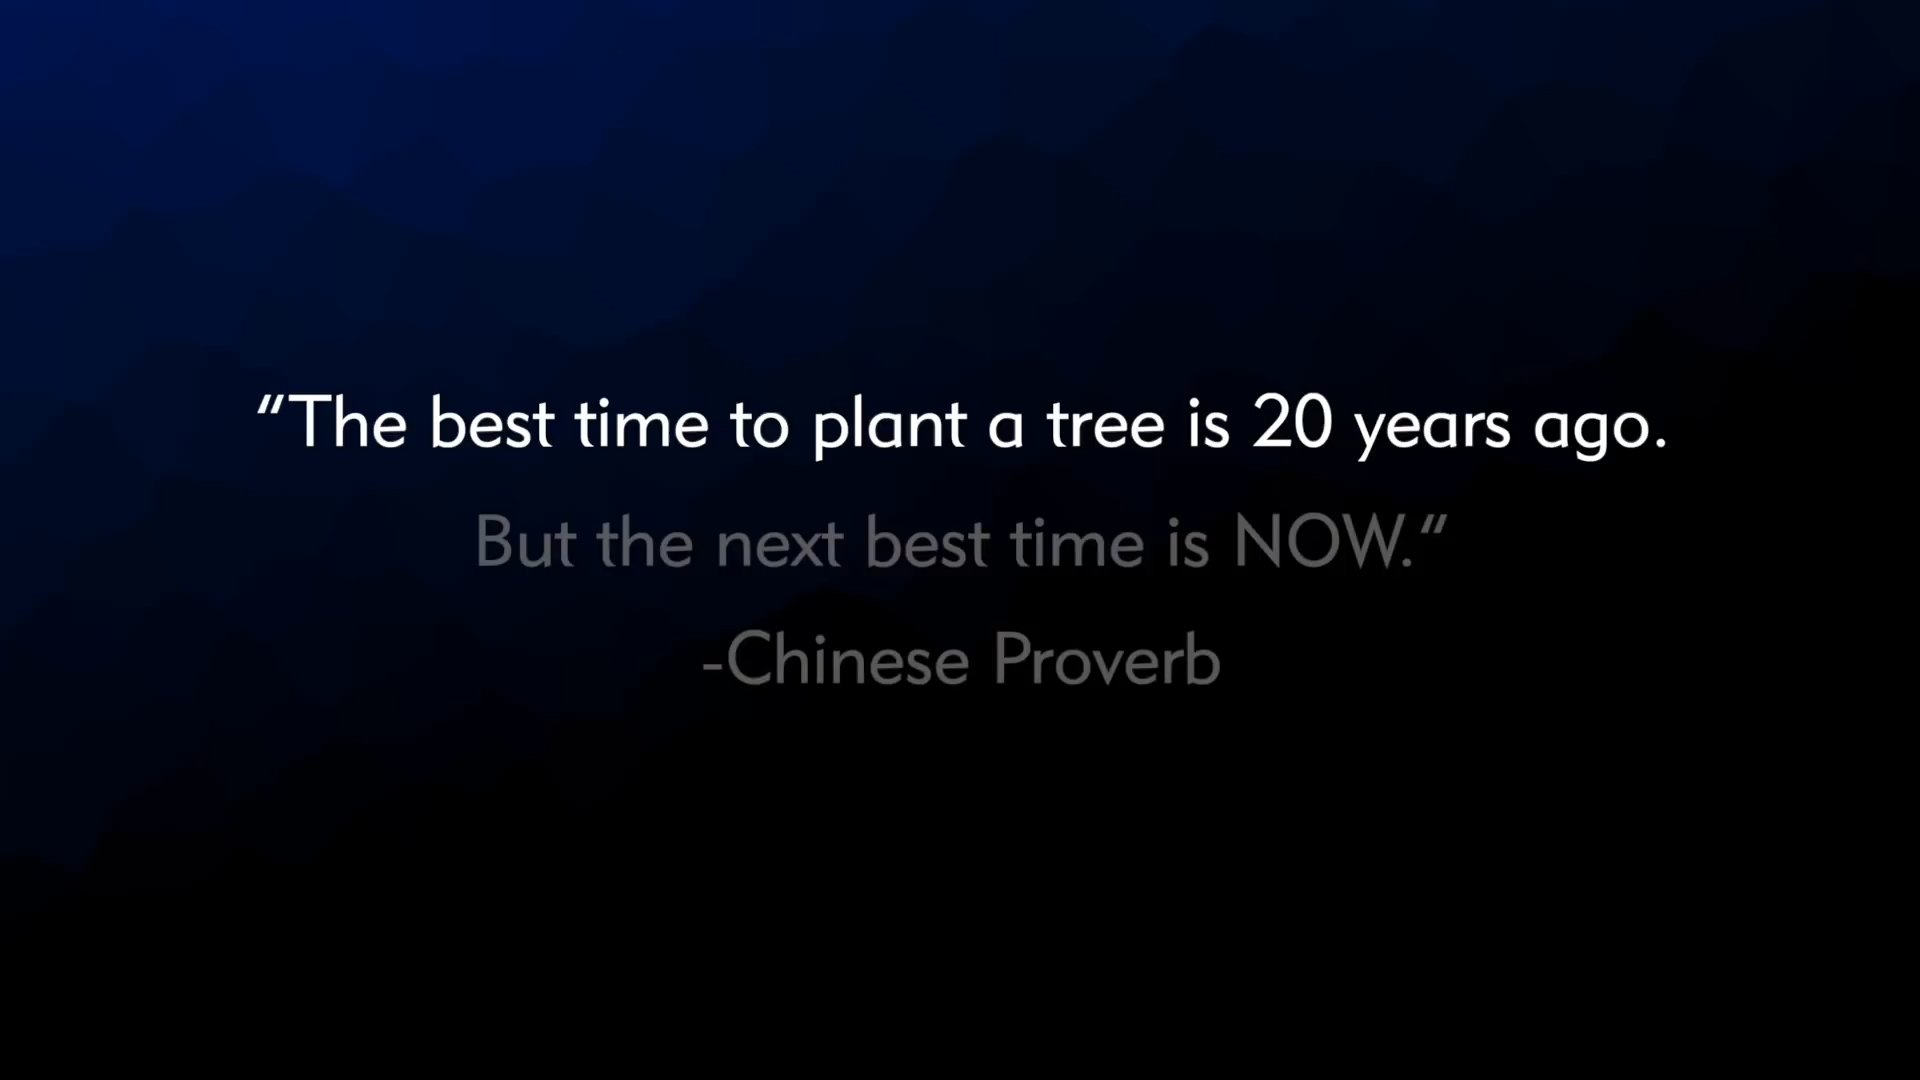 “The best time to plant a tree is 20 years ago.
But the next best time is NOW.“
-Chinese Proverb